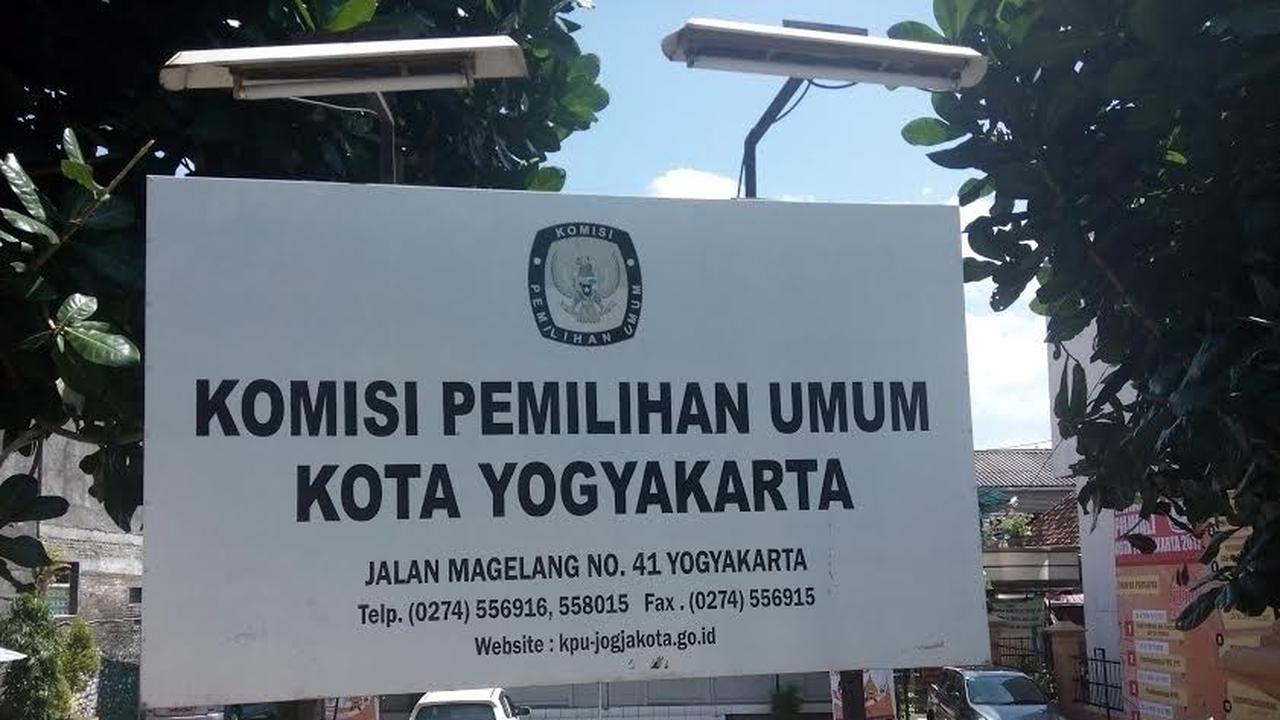 KOMISI
PEMILIHAN UMUM
KOMISI PEMILIHAN UMUM
KOTA YOGYAKARTA
JALAN MAGELANG NO. 41 YOGYAKARTA
Telp. (0274) 556916, 558015 Fax . (0274) 556915
Website : kpu-jogjakota.go.id